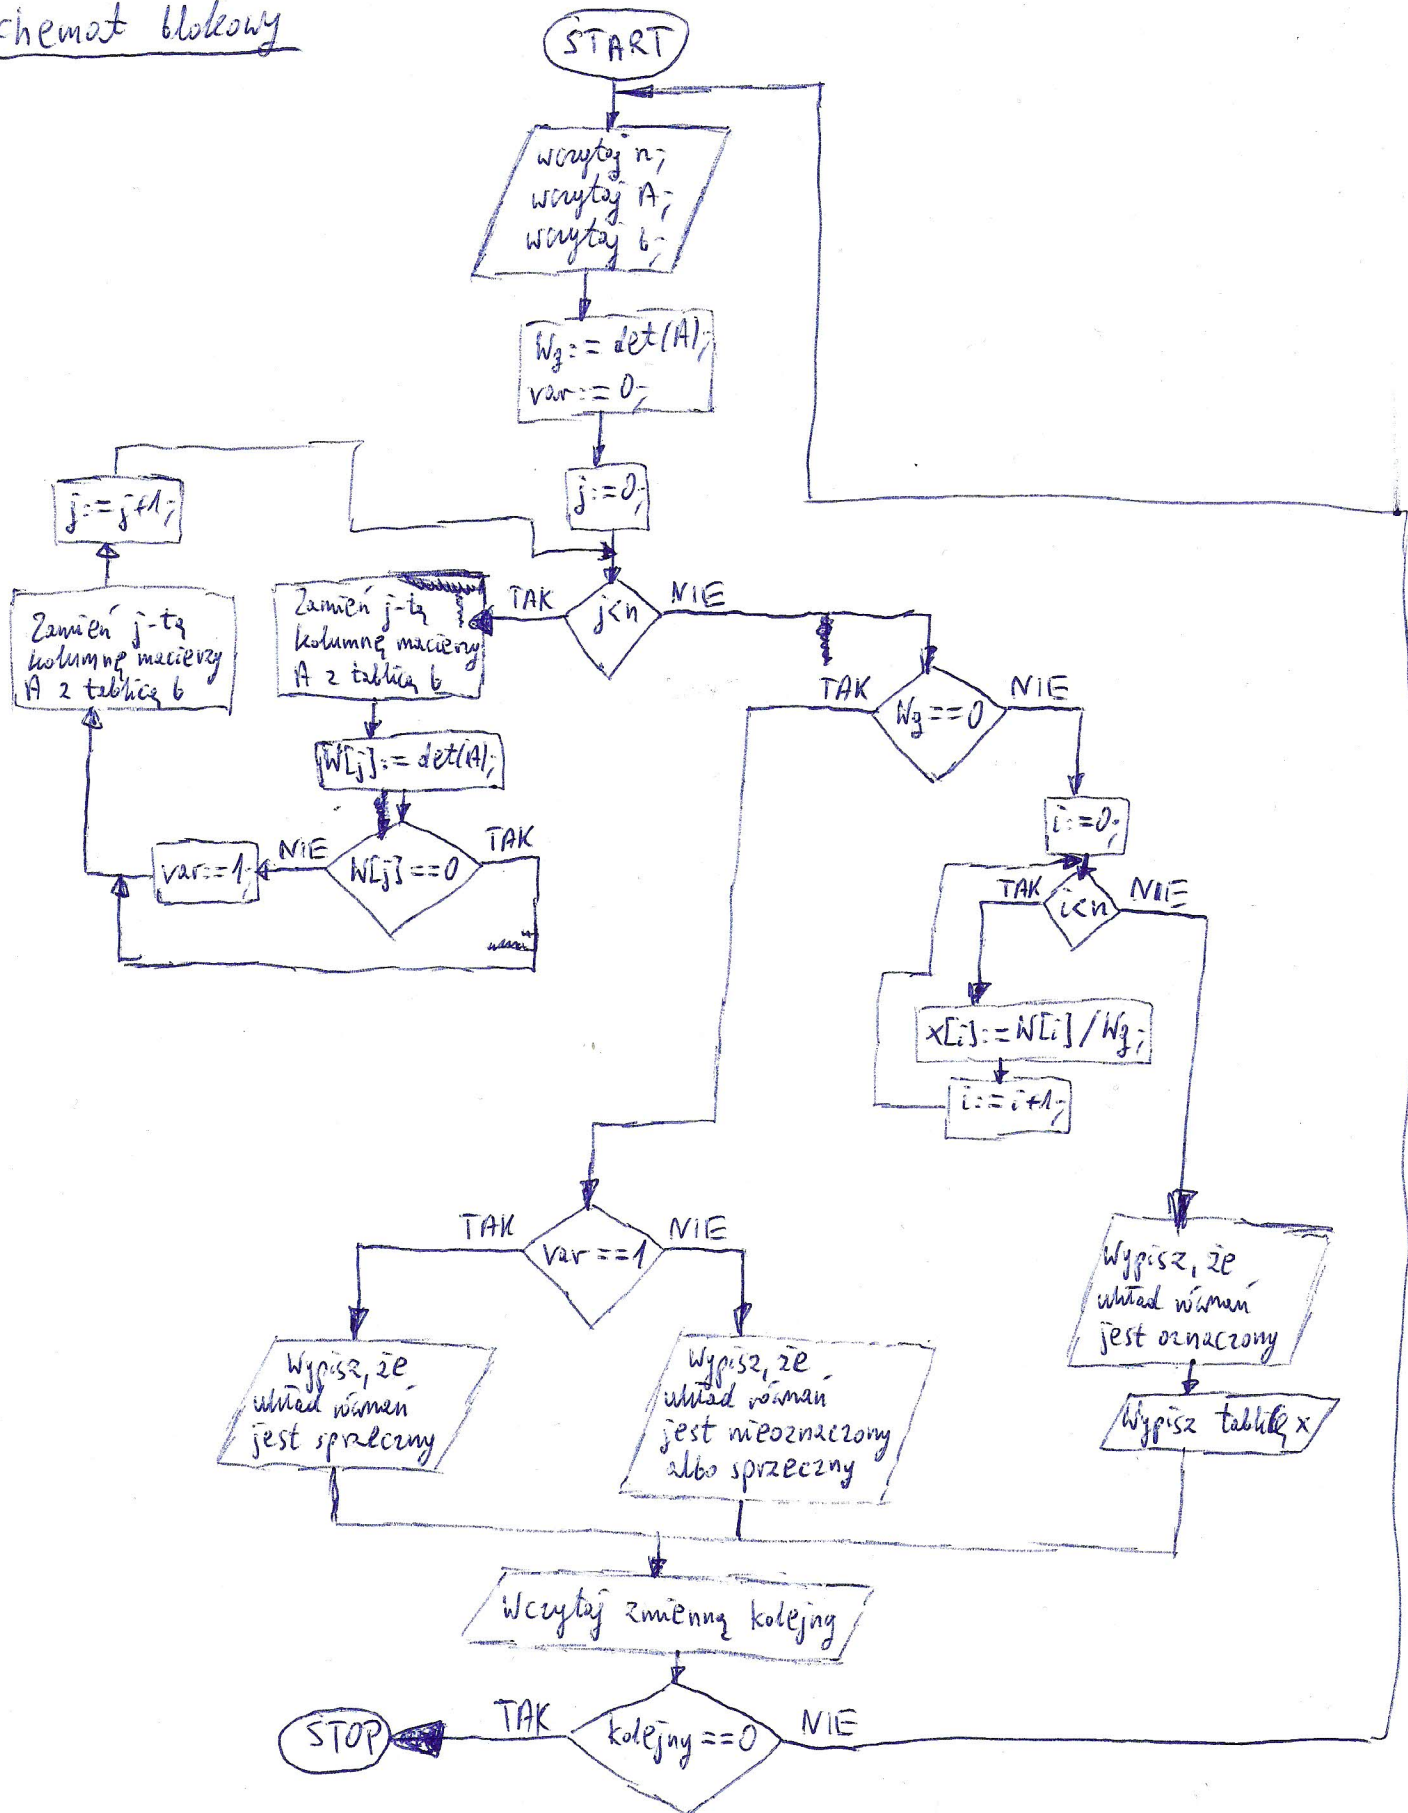 chemat blokowy
START
wczytaj n;
wczytaj A;
wczytaj b;
Wg:=det(A);
var:=0;
j:=0;
j:=j+1;
j<n
TAK
NIE
Zamień j-tą
kolumnę macierzy
A z tablicą b
Zamień j-tą
kolumnę macierzy
A z tablicą b
W[j]:=det(A);
W[j]==0
NIE
TAK
var:=1;
Wg==0
TAK
NIE
i:=0;
i<n
TAK
NIE
x[i]:=W[i]/Wg;
i:=i+1;
var==1
TAK
NIE
Wypisz, że
układ równań
jest sprzeczny
Wypisz, że
układ równań
jest nieoznaczony
albo sprzeczny
Wypisz, że
układ równań
jest oznaczony
Wypisz tablicę x
Wczytaj zmienną kolejny
kolejny==0
TAK
NIE
STOP